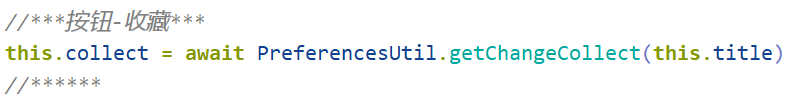 //***按钮-收藏***
this.collect = await PreferencesUtil.getChangeCollect(this.title)
//******